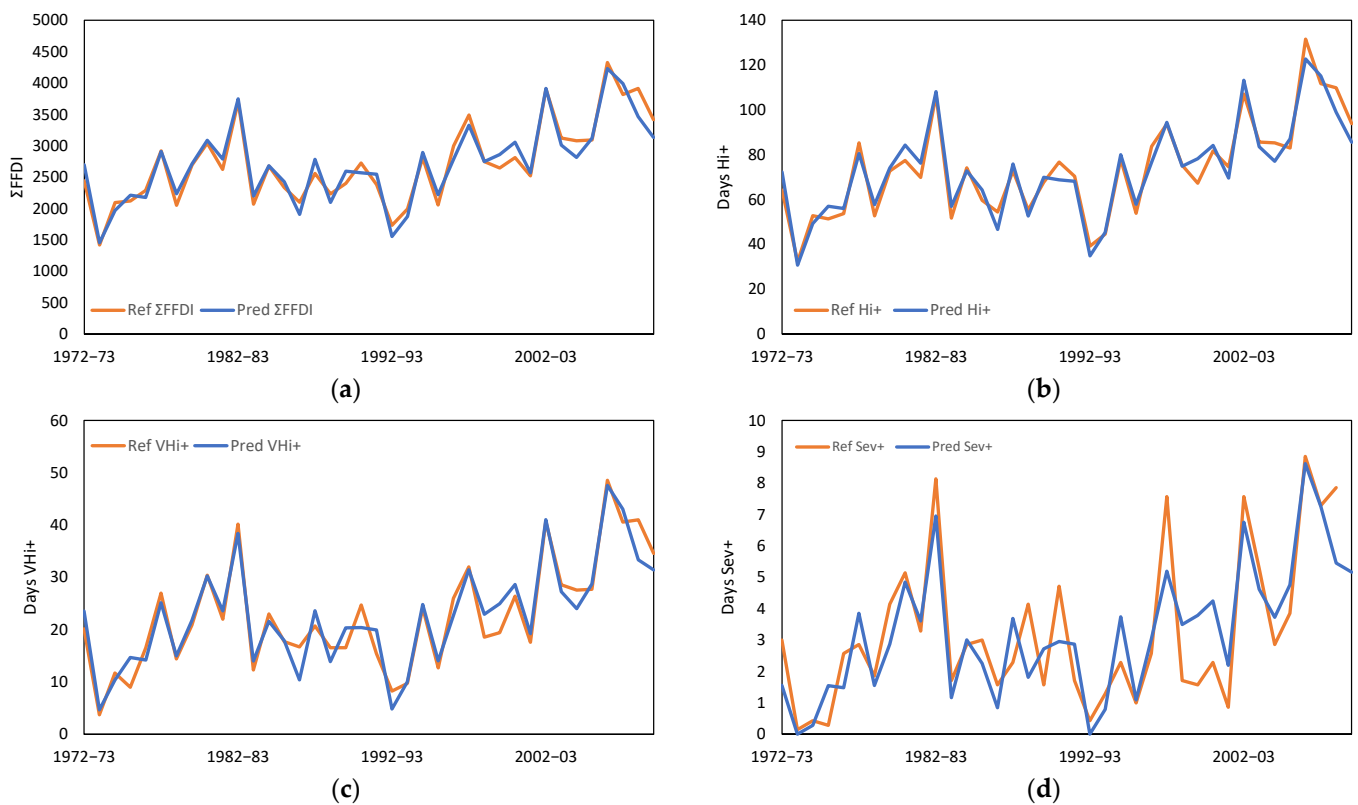 5000
4500
4000
3500
3000
2500
2000
1500
1000
500
0
ΣFFDI
Ref ΣFFDI Pred ΣFFDI
1972–73 1982–83 1992–93 2002–03
(a)
140
120
100
80
60
40
20
0
Days Hi+
Ref Hi+ Pred Hi+
1972–73 1982–83 1992–93 2002–03
(b)
60
50
40
30
20
10
0
Days VHi+
Ref VHi+ Pred VHi+
1972–73 1982–83 1992–93 2002–03
(c)
10
9
8
7
6
5
4
3
2
1
0
Days Sev+
Ref Sev+ Pred Sev+
1972–73 1982–83 1992–93 2002–03
(d)